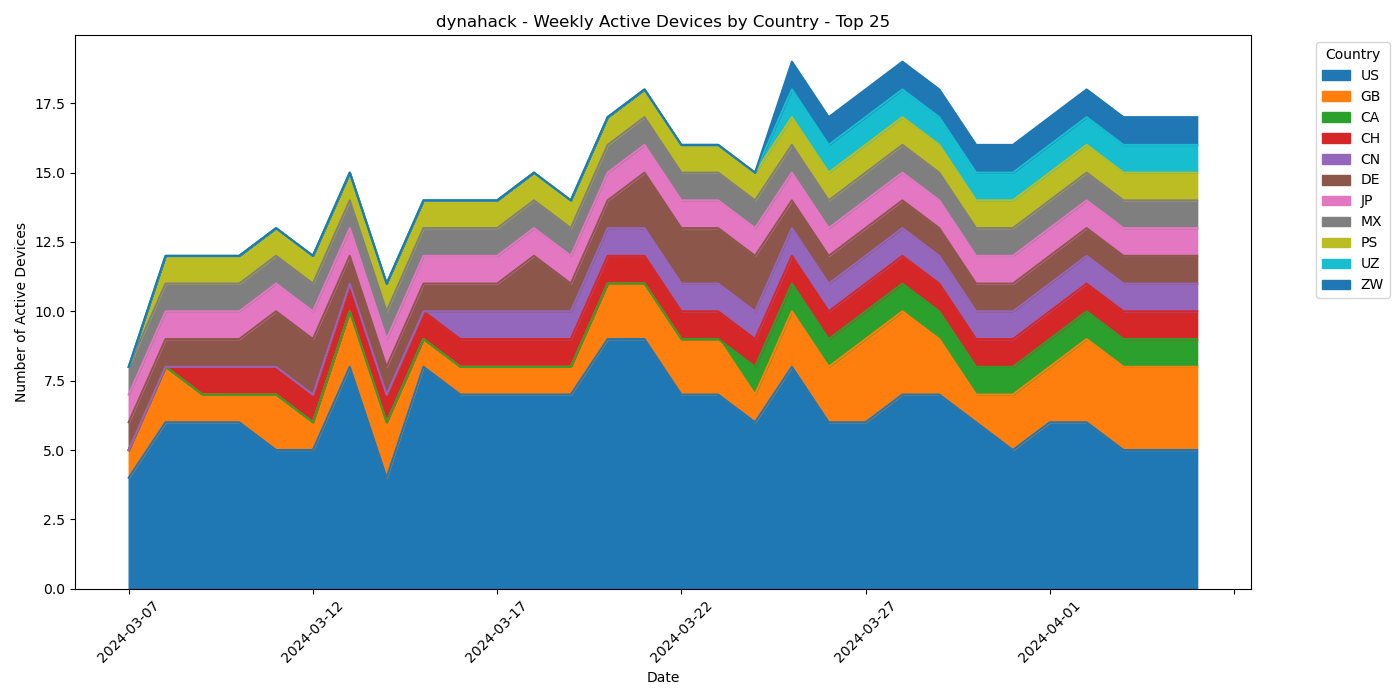 dynahack - Weekly Active Devices by Country - Top 25
Number of Active Devices
17.5
15.0
12.5
10.0
7.5
5.0
2.5
0.0
2024-03-07
2024-03-12
2024-03-17
2024-03-22
2024-03-27
2024-04-01
Date
Country
US
GB
CA
CH
CN
DE
JP
MX
PS
UZ
ZW